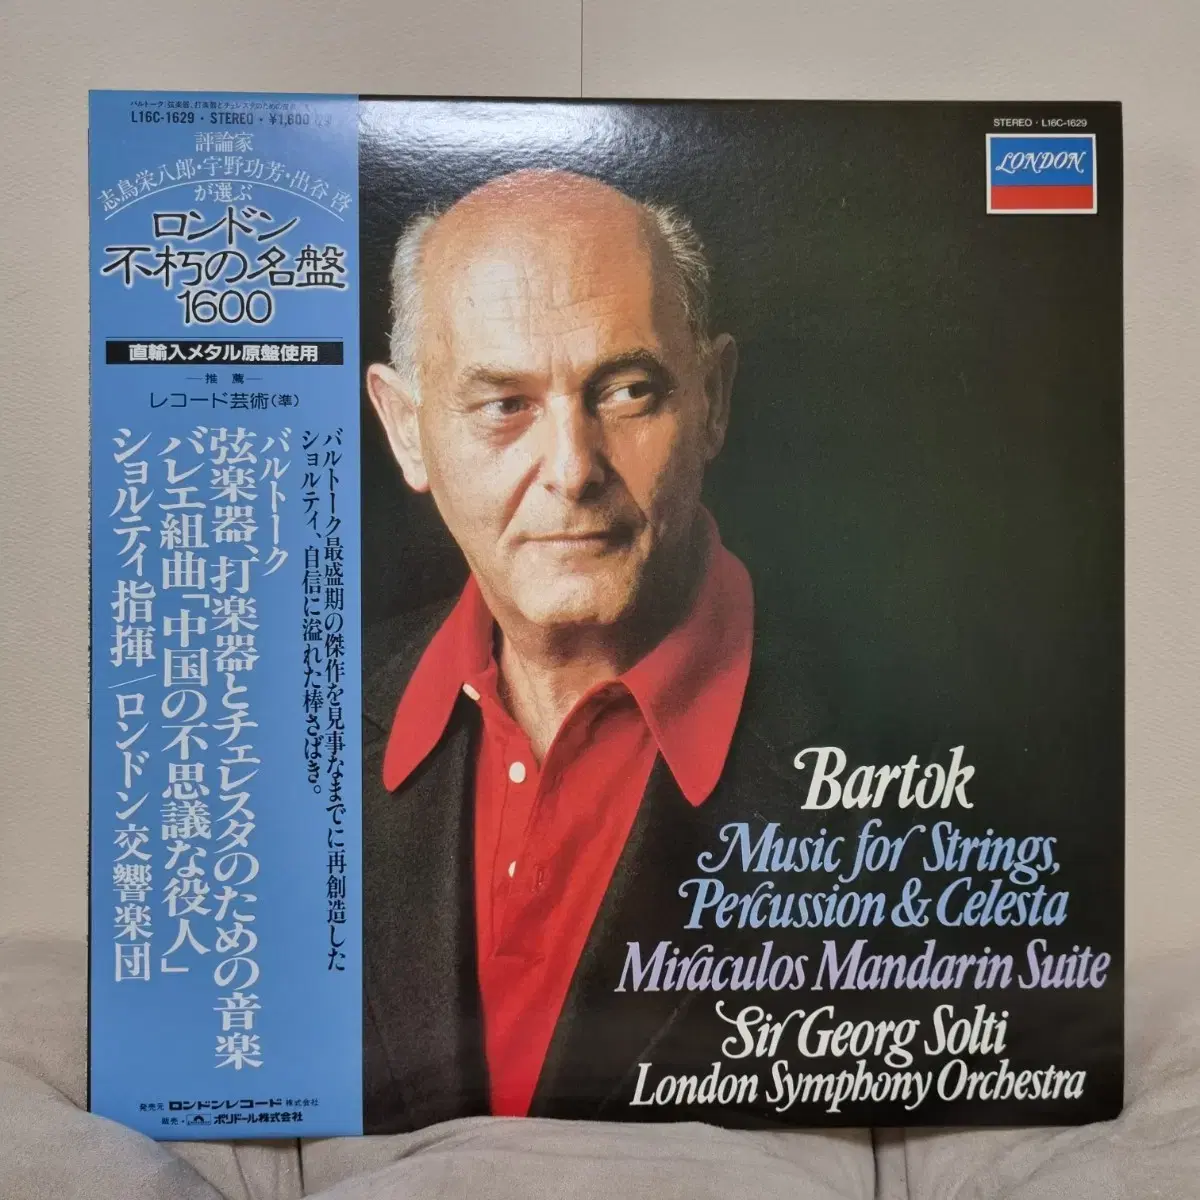 バルトーク:弦楽器、打楽器とチェレスタのための音楽
L16C-1629・STEREO・¥1,600
評論家
志鳥栄八郎・宇野功芳・出谷 啓
が選ぶ
ロンドン
不朽の名盤
1600
直輸入メタル原盤使用
―推 薦―
レコード芸術(準)
バルトーク最盛期の傑作を見事なまでに再創造した
ショルティ、自信に溢れた棒さばき。
バルトーク
弦楽器、打楽器とチェレスタのための音楽
バレエ組曲「中国の不思議な役人」
ショルティ指揮/ロンドン交響楽団
発売元 ロンドンレコード 株式会社
販売・ポリドール株式会社
STEREO・L16C-1629
LONDON
Bartok
Music for Strings,
Percussion & Celesta
Miraculos Mandarin Suite
Sir Georg Solti
London Symphony Orchestra